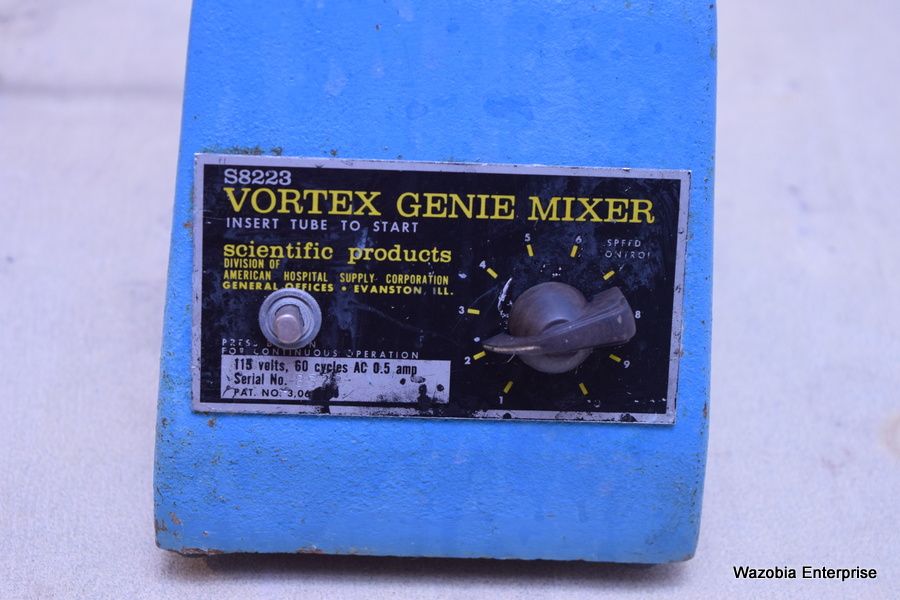 S8223
VORTEX GENIE MIXER
INSERT TUBE TO START
scientific products
DIVISION OF
AMERICAN HOSPITAL SUPPLY CORPORATION
GENERAL OFFICES • EVANSTON, ILL.
FOR CONTINUOUS OPERATION
115 volts, 60 cycles AC 0.5 amp
Serial No.
PAT. NO.
SPEED
1
2
3
4
5
6
8
9
Wazobia Enterprise